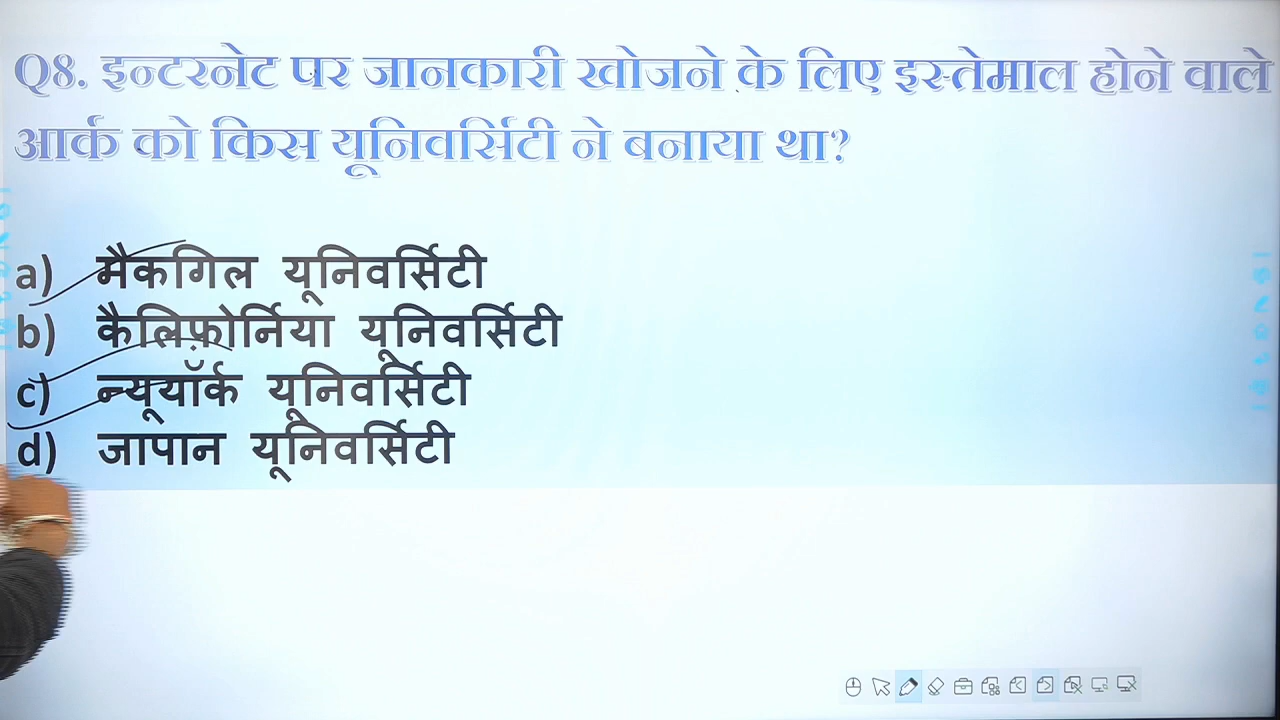 Q8. इन्टरनेट पर जानकारी खोजने के लिए इस्तेमाल होने वाले
आर्क को किस यूनिवर्सिटी ने बनाया था?
a) मैकगिल यूनिवर्सिटी
b) कैलिफ़ोर्निया यूनिवर्सिटी
c) न्यूयॉर्क यूनिवर्सिटी
d) जापान यूनिवर्सिटी